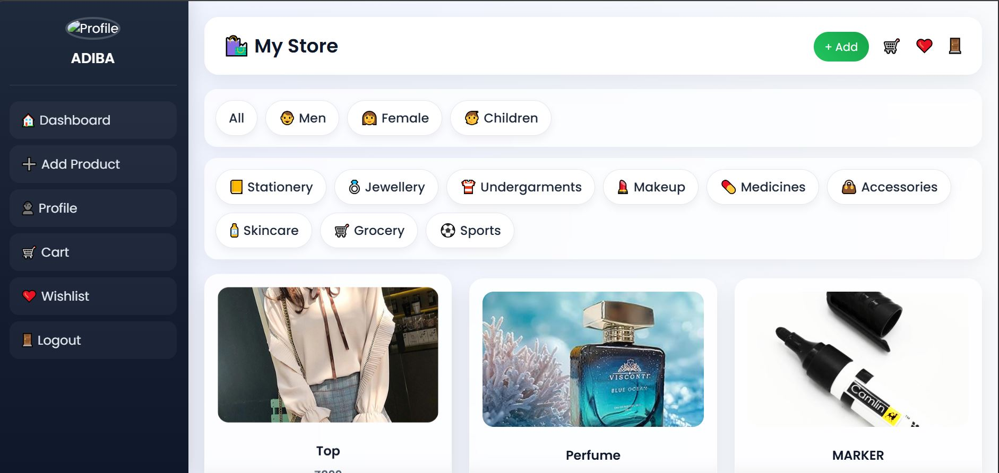 Profile
ADIBA
Dashboard
Add Product
Profile
Cart
Wishlist
Logout
My Store
+ Add
All
Men
Female
Children
Stationery
Jewellery
Undergarments
Makeup
Medicines
Accessories
Skincare
Grocery
Sports
VISCONTI
BLUE OCEAN
Camlin
TM
Top
Perfume
MARKER